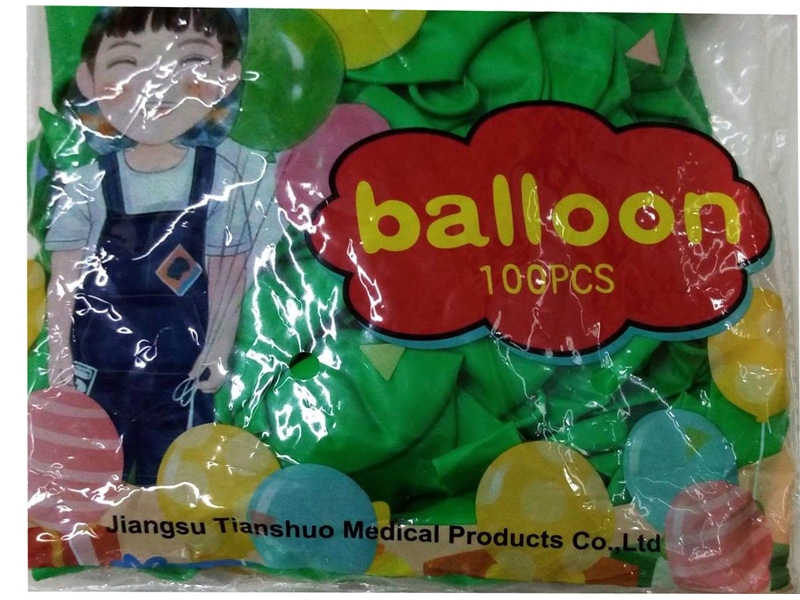 balloon
100PCS
Jiangsu Tianshuo Medical Products Co.,Ltd